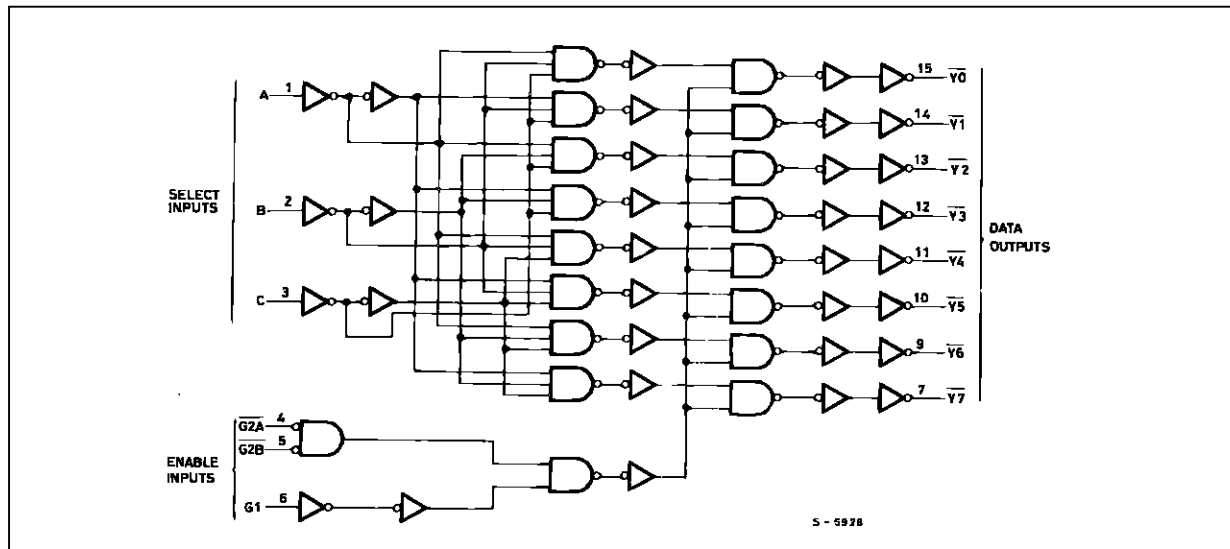 SELECT
INPUTS
A 1
B 2
C 3
ENABLE
INPUTS
G2A 4
G2B 5
G1 6
15 Y0
14 Y1
13 Y2
12 Y3
11 Y4
10 Y5
9 Y6
7 Y7
DATA
OUTPUTS